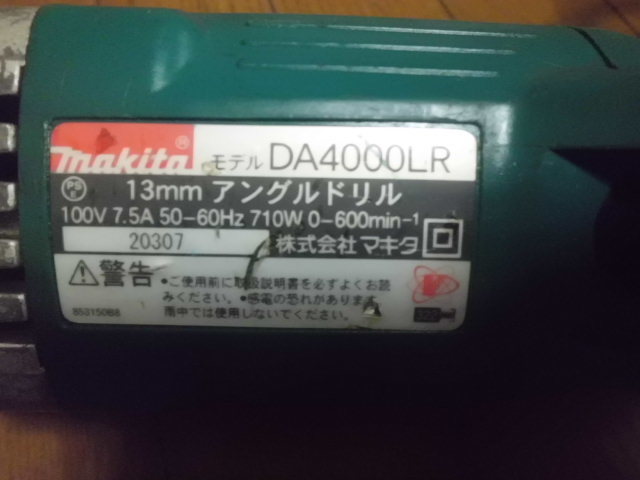 makita® モデル DA4000LR
PS E 13mm アングルドリル
100V 7.5A 50-60Hz 710W 0-600min-¹
20307 株式会社マキタ
警告 •ご使用前に取扱説明書を必ずよくお読
みください。•感電の恐れがあります。
雨中では使用しないでください。
853150B8